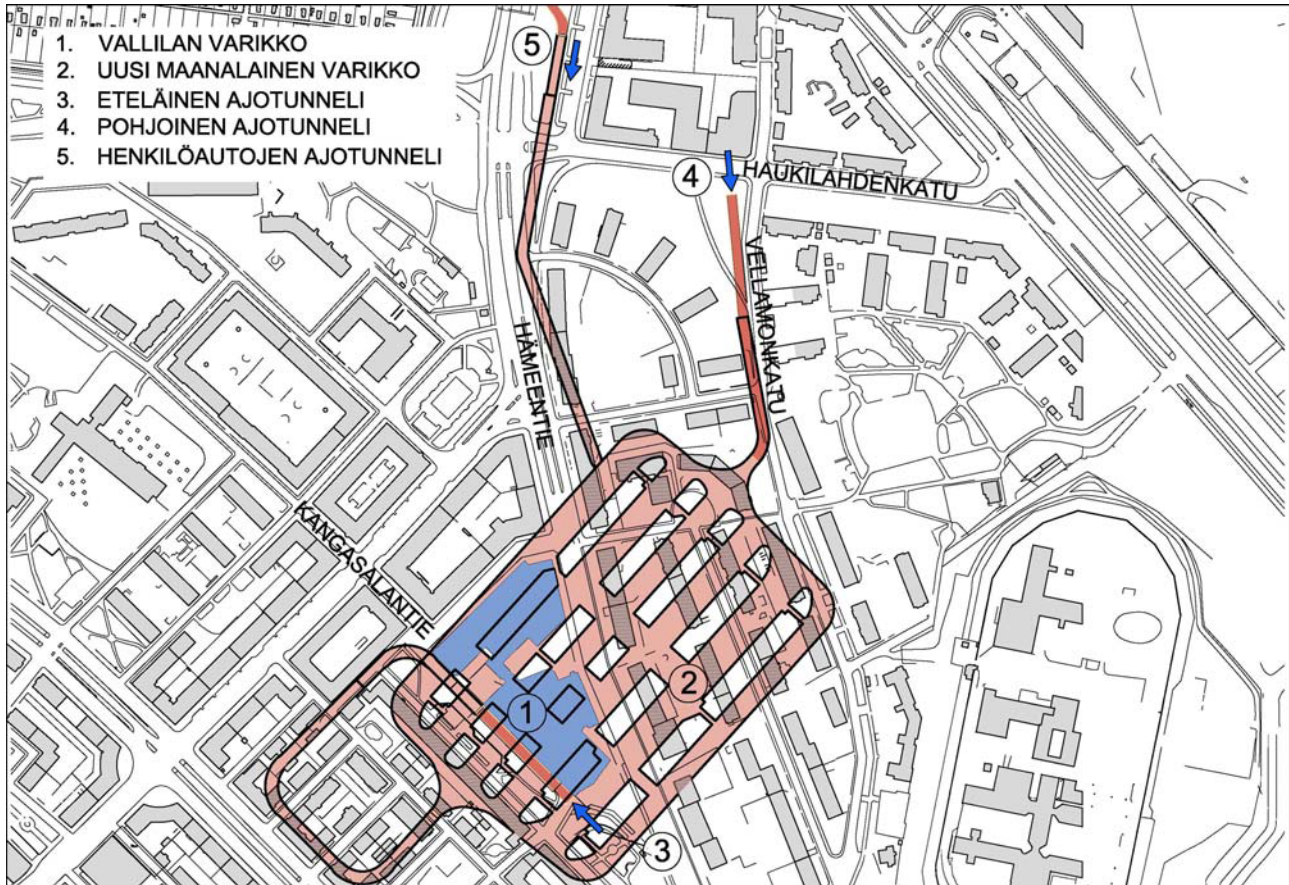 1. VALLILAN VARIKKO
2. UUSI MAANALAINEN VARIKKO
3. ETELÄINEN AJOTUNNELI
4. POHJOINEN AJOTUNNELI
5. HENKILÖAUTOJEN AJOTUNNELI
5
4
HAUKILAHDENKATU
VELLAMONKATU
HÄMEENTIE
KANGASALANTIE
2
1
3